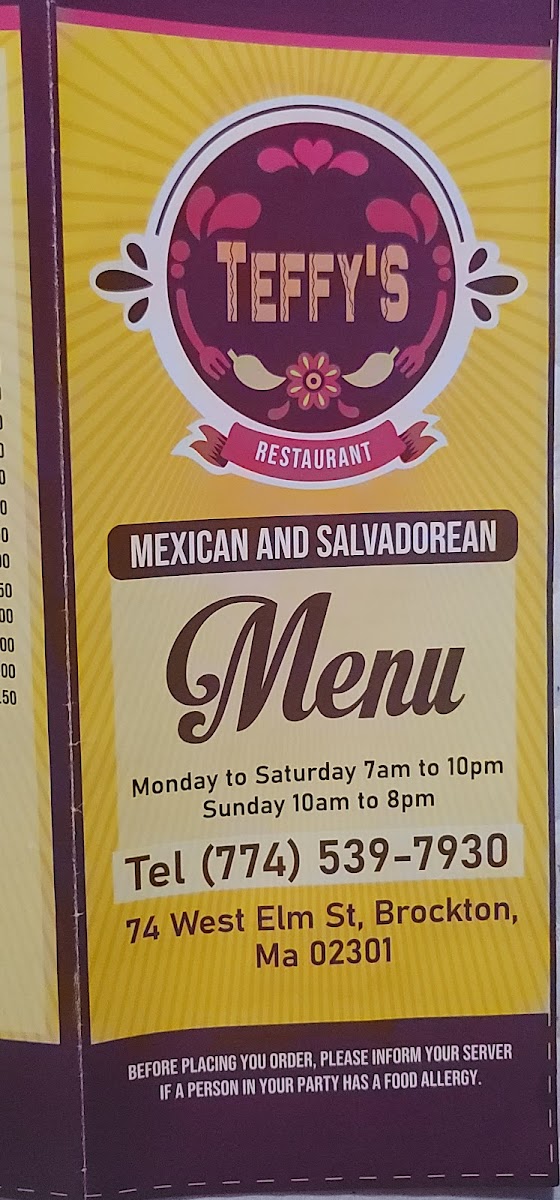 TEFFY'S
RESTAURANT
MEXICAN AND SALVADOREAN
Menu
Monday to Saturday 7am to 10pm
Sunday 10am to 8pm
Tel (774) 539-7930
74 West Elm St, Brockton,
Ma 02301
BEFORE PLACING YOU ORDER, PLEASE INFORM YOUR SERVER
IF A PERSON IN YOUR PARTY HAS A FOOD ALLERGY.